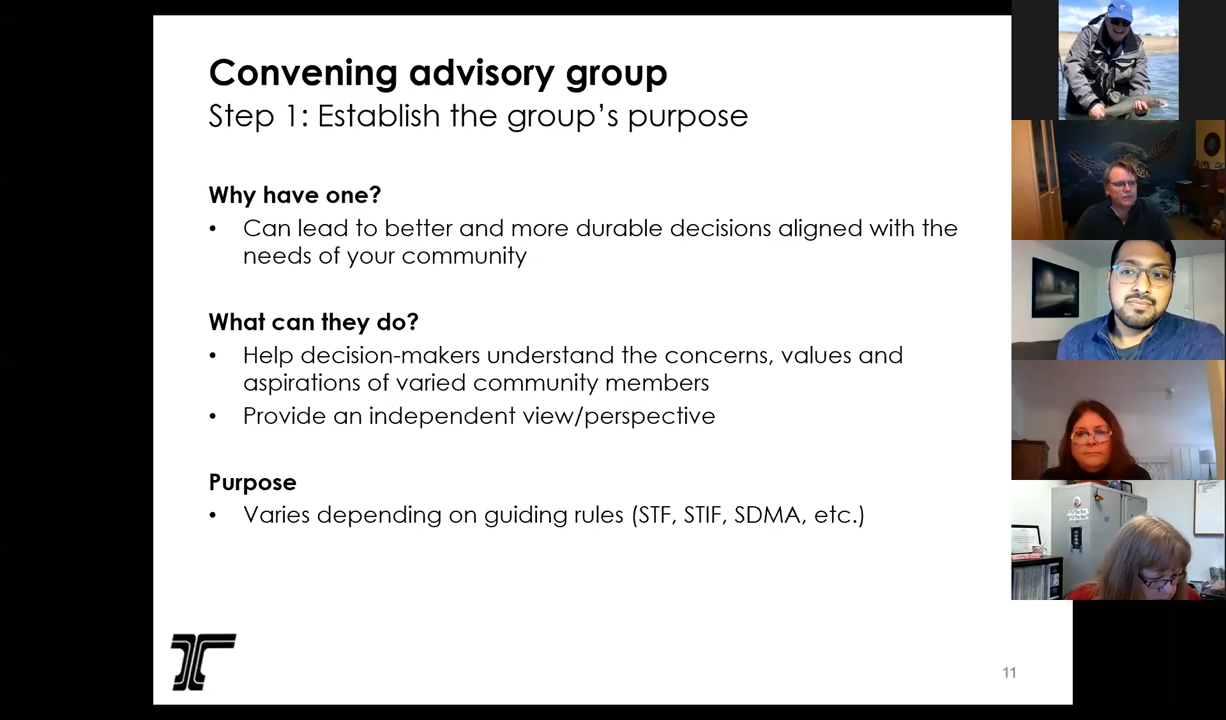 Convening advisory group
Step 1: Establish the group's purpose
Why have one?
• Can lead to better and more durable decisions aligned with the
needs of your community
What can they do?
• Help decision-makers understand the concerns, values and
aspirations of varied community members
• Provide an independent view/perspective
Purpose
• Varies depending on guiding rules (STF, STIF, SDMA, etc.)
11